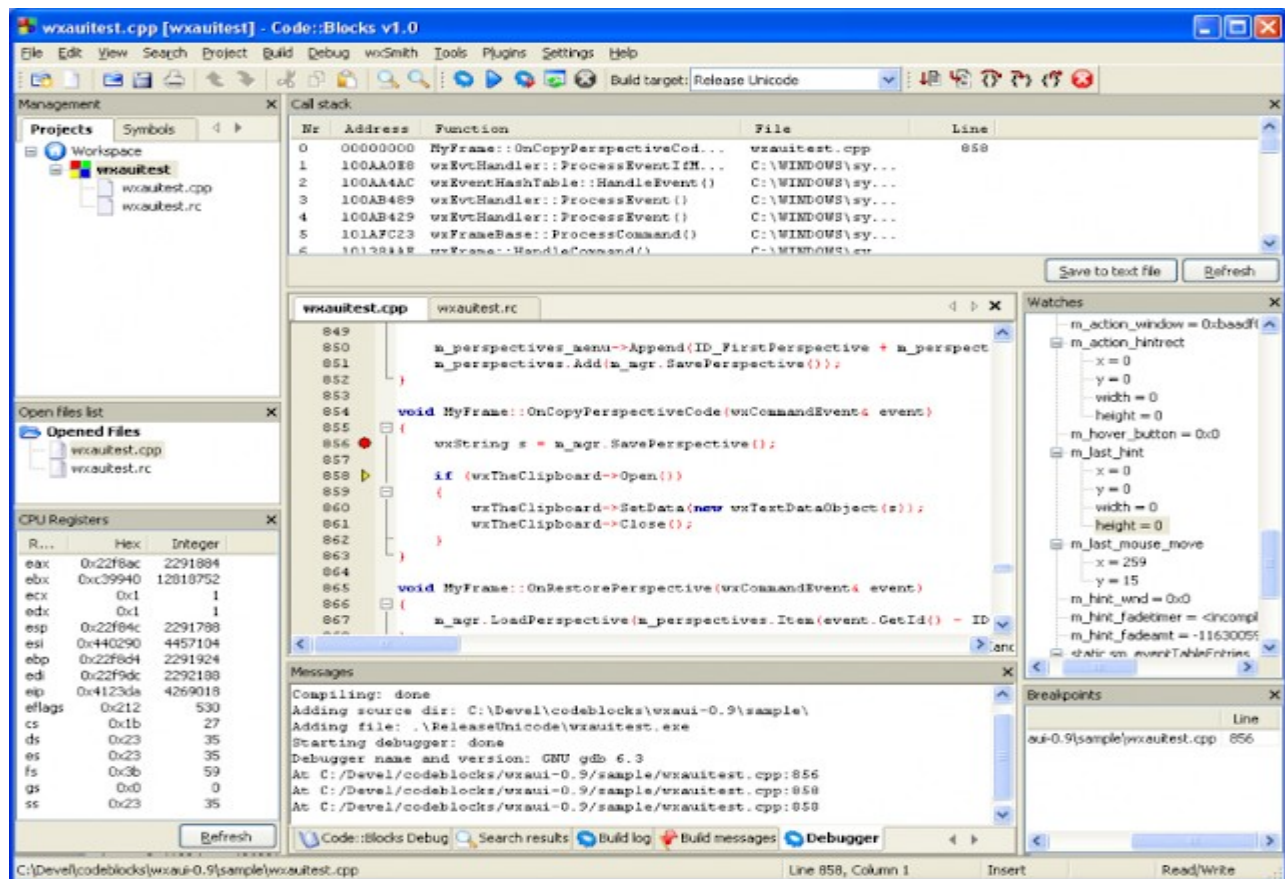 wxauitest.cpp [wxauitest] - Code::Blocks v1.0
File Edit View Search Project Build Debug wxSmith Tools Plugins Settings Help
Build target: Release Unicode
Management
Projects Symbols
Workspace
wxauitest
wxauitest.cpp
wxauitest.rc
Call stack
Nr Address Function File Line
0 00000000 MyFrame::OnCopyPerspectiveCod... wxauitest.cpp 858
1 100AA0E8 wxEvtHandler::ProcessEventIfM... C:\WINDOWS\sy...
2 100AA4AC wxEventHashTable::HandleEvent() C:\WINDOWS\sy...
3 100AB489 wxEvtHandler::ProcessEvent() C:\WINDOWS\sy...
4 100AB429 wxEvtHandler::ProcessEvent() C:\WINDOWS\sy...
5 101AFC23 wxFrameBase::ProcessCommand() C:\WINDOWS\sy...
6 10138AAE wxFrame::HandleCommand() C:\WINDOWS\sy...
Save to text file Refresh
Open files list
Opened Files
wxauitest.cpp
wxauitest.rc
CPU Registers
R... Hex Integer
eax 0x22f8ac 2291884
ebx 0xc39940 12818752
ecx 0x1 1
edx 0x1 1
esp 0x22f84c 2291788
esi 0x440290 4457104
ebp 0x22f8d4 2291924
edi 0x22f9dc 2292188
eip 0x4123da 4269018
eflags 0x212 530
cs 0x1b 27
ds 0x23 35
es 0x23 35
fs 0x3b 59
gs 0x0 0
ss 0x23 35
Refresh
wxauitest.cpp wxauitest.rc
849
850 m_perspectives_menu->Append(ID_FirstPerspective + m_perspect
851 m_perspectives.Add(m_mgr.SavePerspective());
852 }
853
854 void MyFrame::OnCopyPerspectiveCode(wxCommandEvent& event)
855 {
856 wxString s = m_mgr.SavePerspective();
857
858 if (wxTheClipboard->Open())
859 {
860 wxTheClipboard->SetData(new wxTextDataObject(s));
861 wxTheClipboard->Close();
862 }
863 }
864
865 void MyFrame::OnRestorePerspective(wxCommandEvent& event)
866 {
867 m_mgr.LoadPerspective(m_perspectives.Item(event.GetId() - ID
Watches
m_action_window = 0xbaadf(
m_action_hintrect
x = 0
y = 0
width = 0
height = 0
m_hover_button = 0x0
m_last_hint
x = 0
y = 0
width = 0
height = 0
m_last_mouse_move
x = 259
y = 15
m_hint_wnd = 0x0
m_hint_fadetimer = <incompl
m_hint_fadeamt = -11630059
static sm_eventTableEntries
Messages
Compiling: done
Adding source dir: C:\Devel\codeblocks\wxaui-0.9\sample\
Adding file: .\ReleaseUnicode\wxauitest.exe
Starting debugger: done
Debugger name and version: GNU gdb 6.3
At C:/Devel/codeblocks/wxaui-0.9/sample/wxauitest.cpp:856
At C:/Devel/codeblocks/wxaui-0.9/sample/wxauitest.cpp:858
At C:/Devel/codeblocks/wxaui-0.9/sample/wxauitest.cpp:858
Code::Blocks Debug Search results Build log Build messages Debugger
Breakpoints
Line
aui-0.9\sample\wxauitest.cpp 856
C:\Devel\codeblocks\wxaui-0.9\sample\wxauitest.cpp Line 858, Column 1 Insert Read/Write